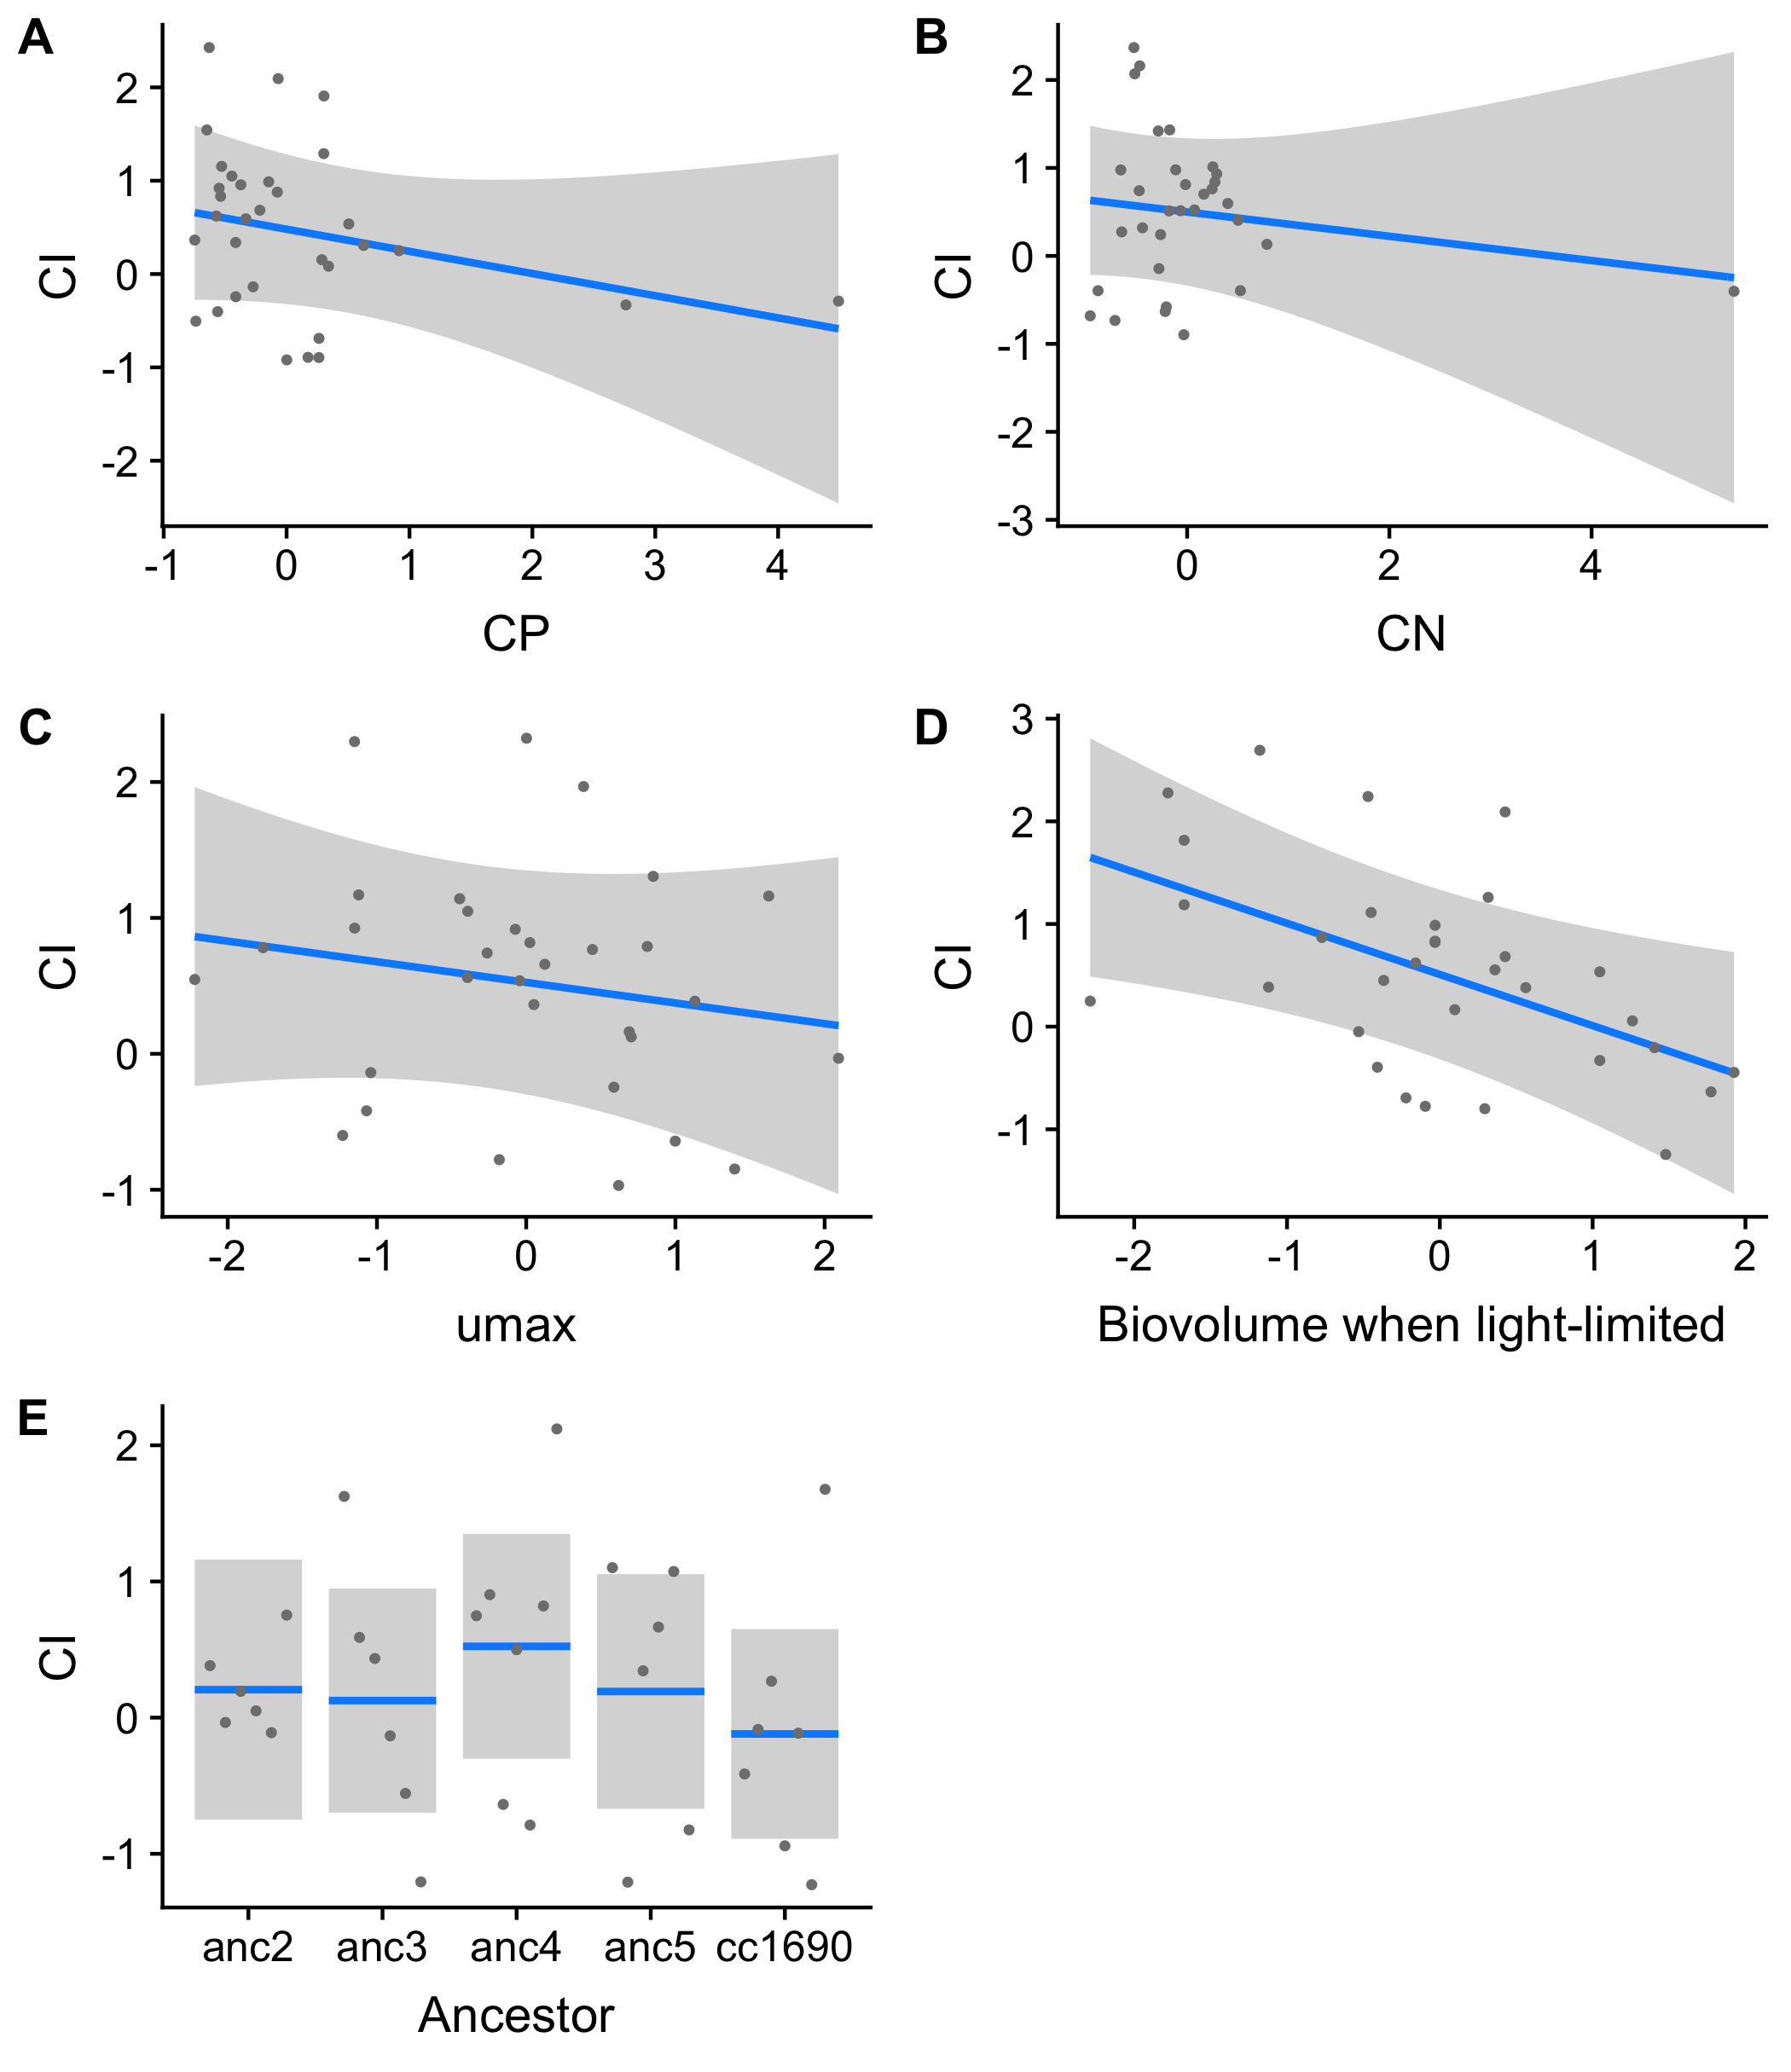 A
CI
2
1
0
-1
-2
-1 0 1 2 3 4
CP
B
CI
2
1
0
-1
-2
-3
0 2 4
CN
C
CI
2
1
0
-1
-2 -1 0 1 2
umax
D
CI
3
2
1
0
-1
-2 -1 0 1 2
Biovolume when light-limited
E
CI
2
1
0
-1
anc2 anc3 anc4 anc5 cc1690
Ancestor